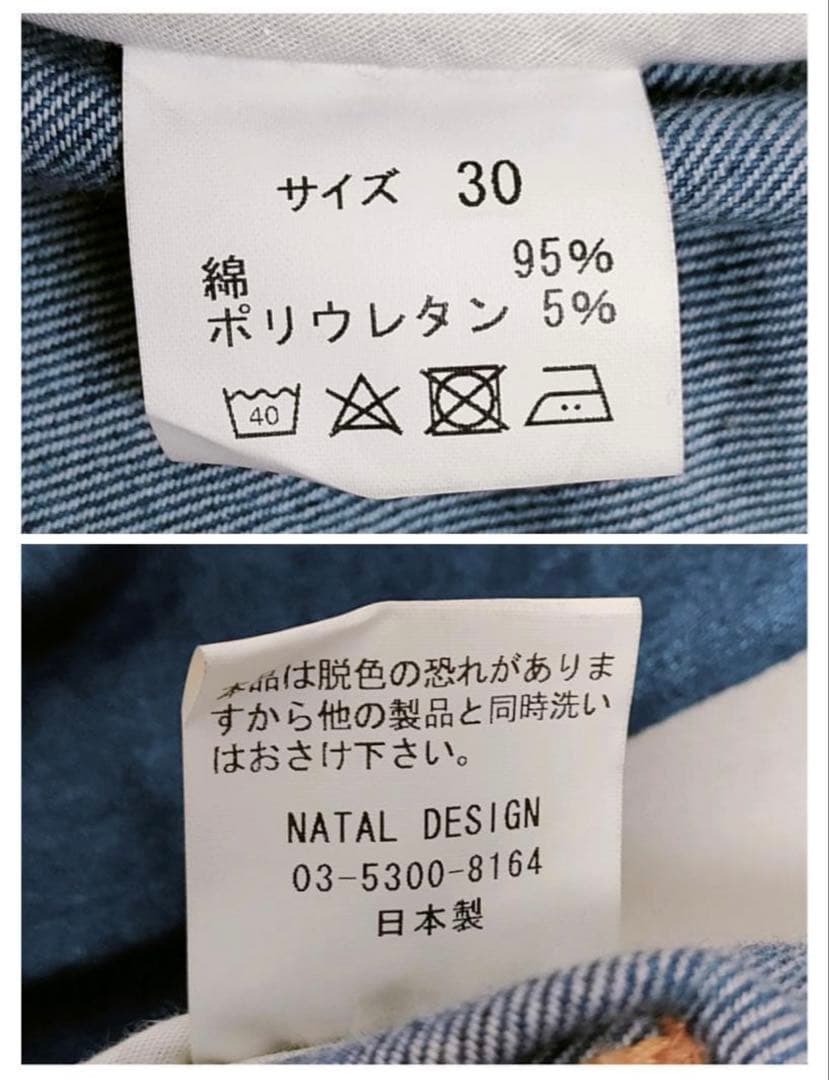 サイズ 30
綿 95%
ポリウレタン 5%
40
品は脱色の恐れがありま
すから他の製品と同時洗い
はおさけ下さい。
NATAL DESIGN
03-5300-8164
日本製